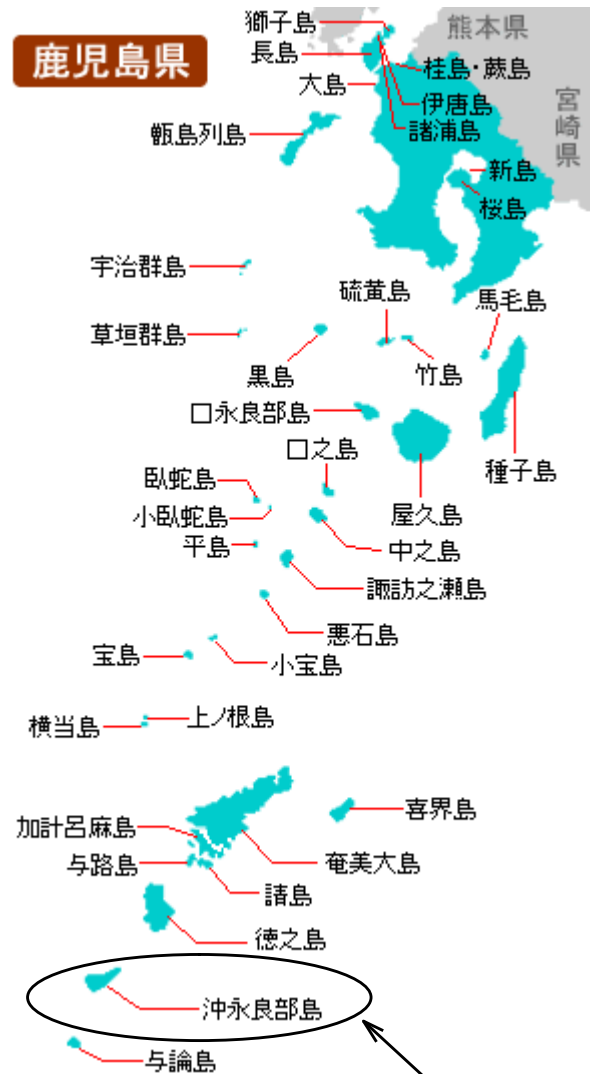 鹿児島県
獅子島
熊本県
長島
桂島・蕨島
大島
伊唐島
宮崎県
甑島列島
諸浦島
新島
桜島
宇治群島
硫黄島
馬毛島
草垣群島
黒島
竹島
口永良部島
口之島
種子島
臥蛇島
小臥蛇島
屋久島
平島
中之島
諏訪之瀬島
悪石島
宝島
小宝島
横当島
上ノ根島
喜界島
加計呂麻島
奄美大島
与路島
諸島
徳之島
沖永良部島
与論島